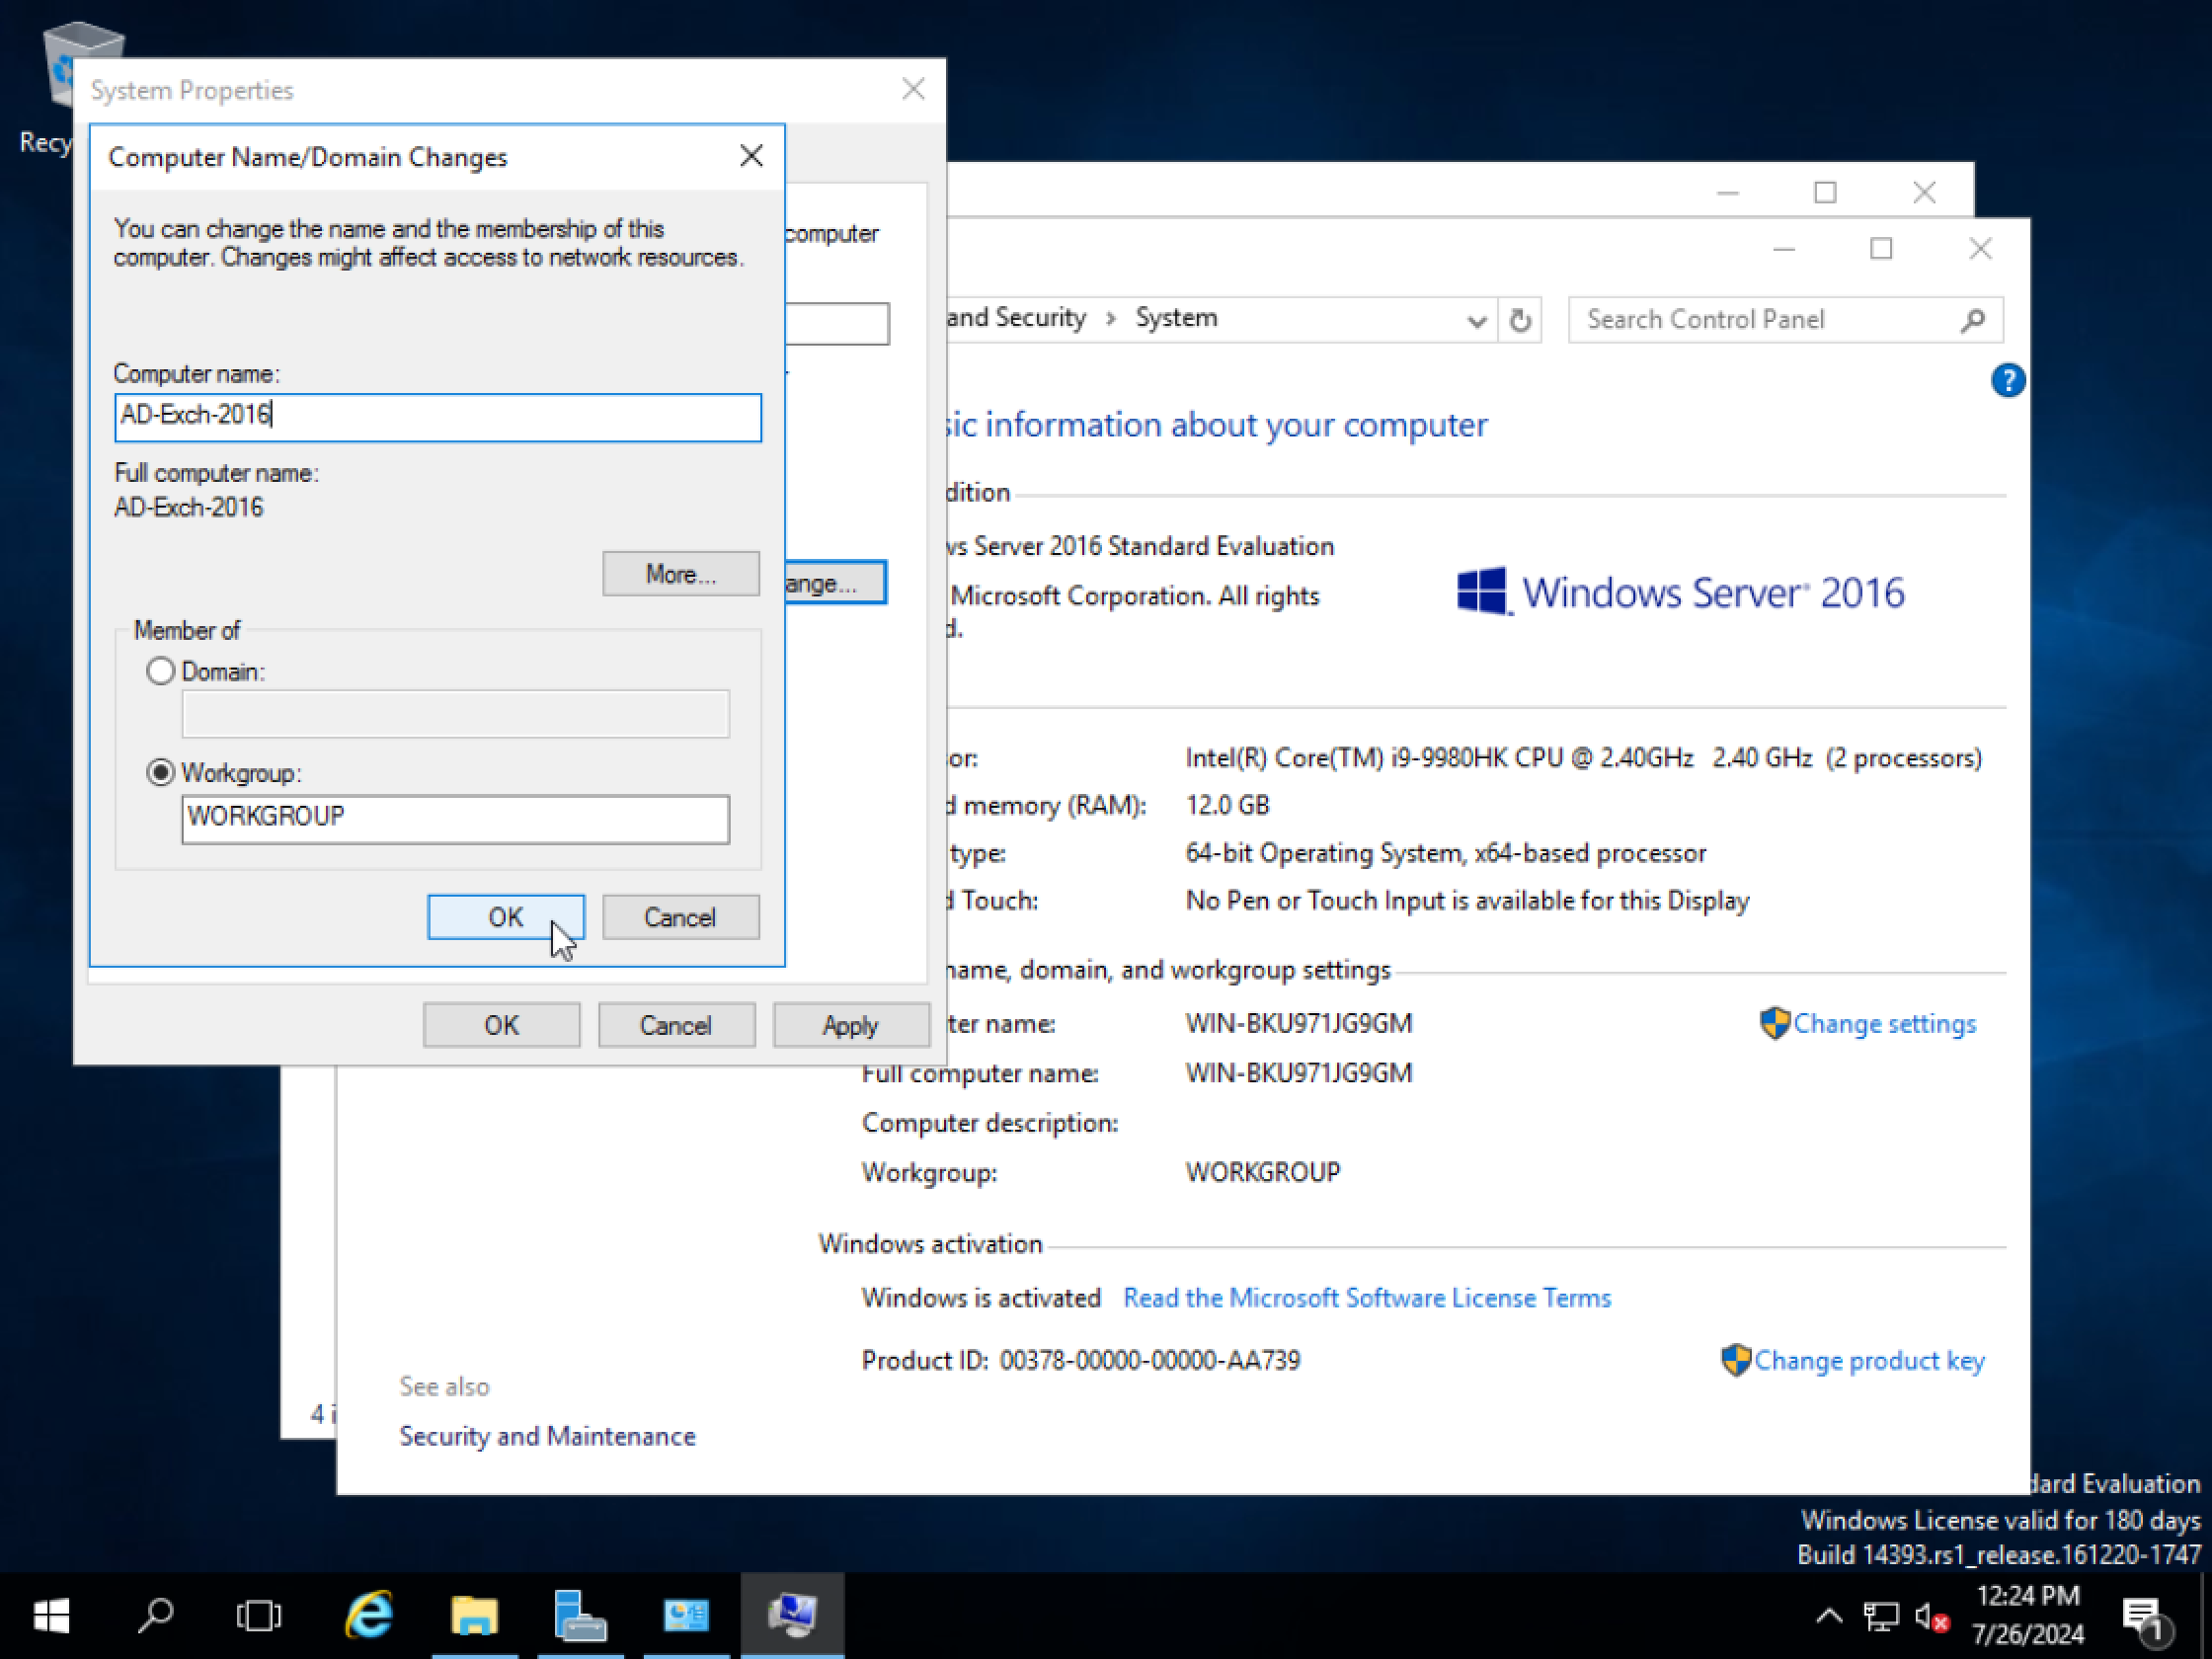 Recy
System Properties
Computer Name/Domain Changes
You can change the name and the membership of this
computer. Changes might affect access to network resources.
computer
Computer name:
AD-Exch-2016
Full computer name:
AD-Exch-2016
More...
ange...
Member of
Domain:
Workgroup:
WORKGROUP
OK
Cancel
OK
Cancel
Apply
and Security > System
Search Control Panel
?
sic information about your computer
dition
ws Server 2016 Standard Evaluation
Microsoft Corporation. All rights
d.
Windows Server® 2016
or:
Intel(R) Core(TM) i9-9980HK CPU @ 2.40GHz 2.40 GHz (2 processors)
d memory (RAM):
12.0 GB
type:
64-bit Operating System, x64-based processor
d Touch:
No Pen or Touch Input is available for this Display
name, domain, and workgroup settings
ter name:
WIN-BKU971JG9GM
Change settings
Full computer name:
WIN-BKU971JG9GM
Computer description:
Workgroup:
WORKGROUP
Windows activation
Windows is activated Read the Microsoft Software License Terms
Product ID: 00378-00000-00000-AA739
Change product key
See also
Security and Maintenance
4 i
dard Evaluation
Windows License valid for 180 days
Build 14393.rs1_release.161220-1747
12:24 PM
7/26/2024
1